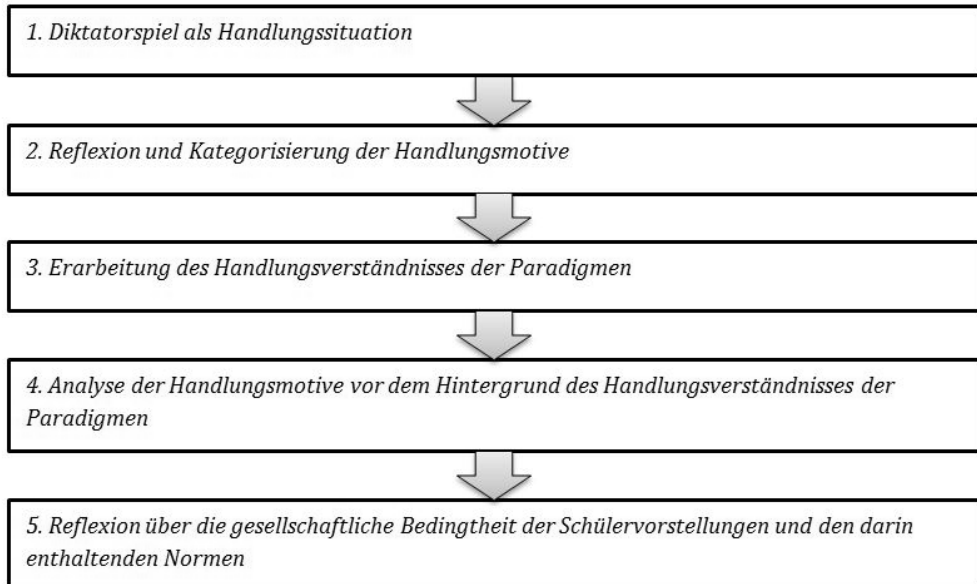 1. Diktatorspiel als Handlungssituation
2. Reflexion und Kategorisierung der Handlungsmotive
3. Erarbeitung des Handlungsverständnisses der Paradigmen
4. Analyse der Handlungsmotive vor dem Hintergrund des Handlungsverständnisses der
Paradigmen
5. Reflexion über die gesellschaftliche Bedingtheit der Schülervorstellungen und den darin
enthaltenden Normen